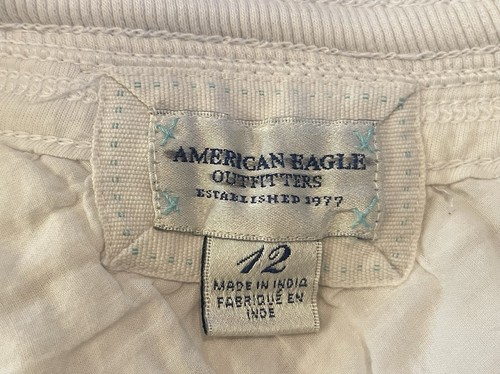 AMERICAN EAGLE
OUTFITTERS
ESTABLISHED 1977
12
MADE IN INDIA
FABRIQUÉ EN
INDE